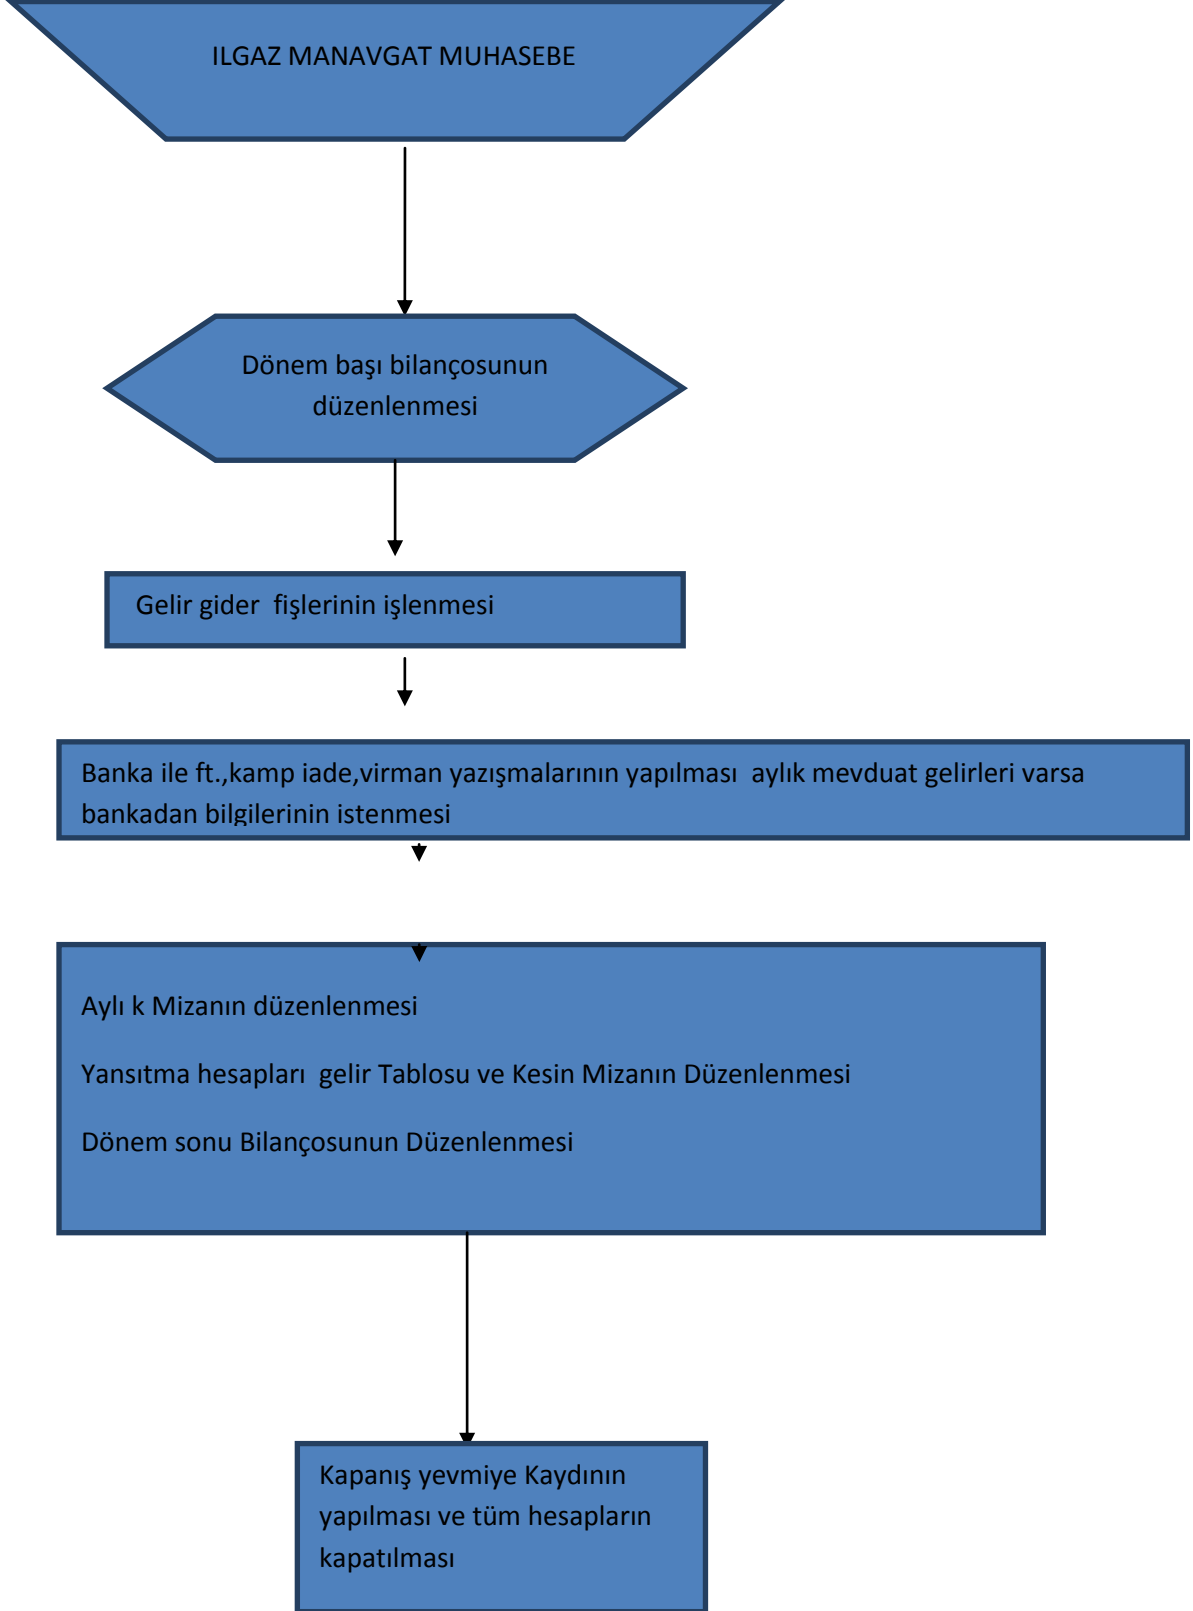 ILGAZ MANAVGAT MUHASEBE
Dönem başı bilançosunun
düzenlenmesi
Gelir gider  fişlerinin işlenmesi
Banka ile ft.,kamp iade,virman yazışmalarının yapılması  aylık mevduat gelirleri varsa
bankadan bilgilerinin istenmesi
Aylı k Mizanın düzenlenmesi
Yansıtma hesapları  gelir Tablosu ve Kesin Mizanın Düzenlenmesi
Dönem sonu Bilançosunun Düzenlenmesi
Kapanış yevmiye Kaydının
yapılması ve tüm hesapların
kapatılması